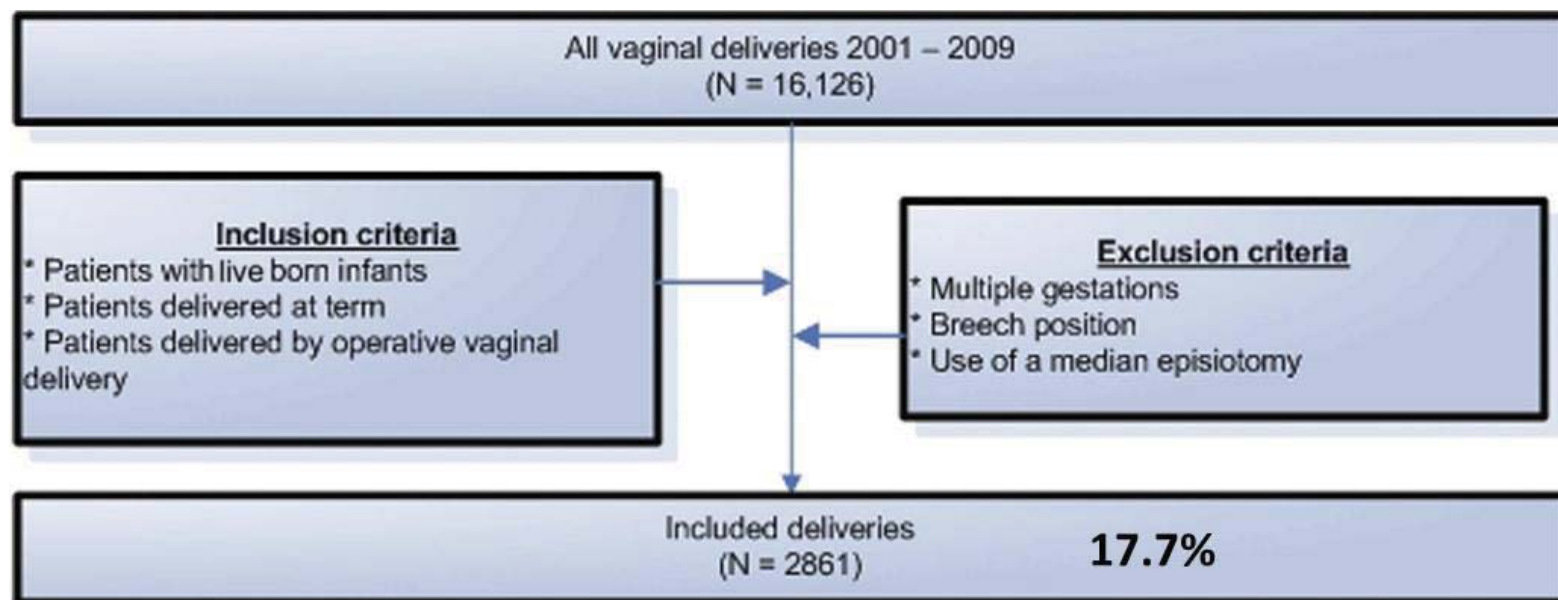 All vaginal deliveries 2001 – 2009
(N = 16,126)
Inclusion criteria
* Patients with live born infants
* Patients delivered at term
* Patients delivered by operative vaginal
delivery
Exclusion criteria
* Multiple gestations
* Breech position
* Use of a median episiotomy
Included deliveries
(N = 2861)
17.7%